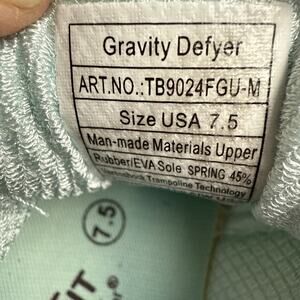 Gravity Defyer
ART.NO.:TB9024FGU-M
Size USA 7.5
Man-made Materials Upper
Rubber/EVA Sole SPRING 45%
Versoshock Trampoline Technology
7.5